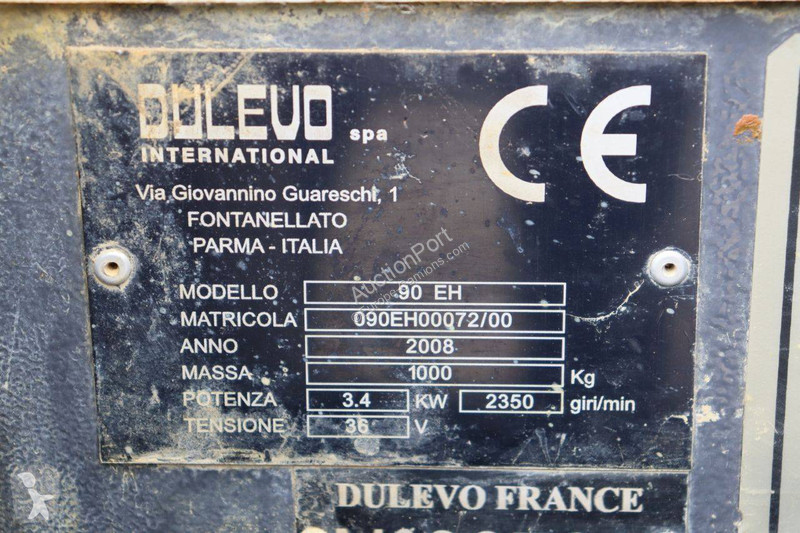 DULEVO spa
INTERNATIONAL
CE
Via Giovannino Guareschi, 1
FONTANELLATO
PARMA - ITALIA
MODELLO 90 EH
MATRICOLA 090EH00072/00
ANNO 2008
MASSA 1000 Kg
POTENZA 3.4 KW 2350 giri/min
TENSIONE 36 V
AuctionPort
DULEVO FRANCE